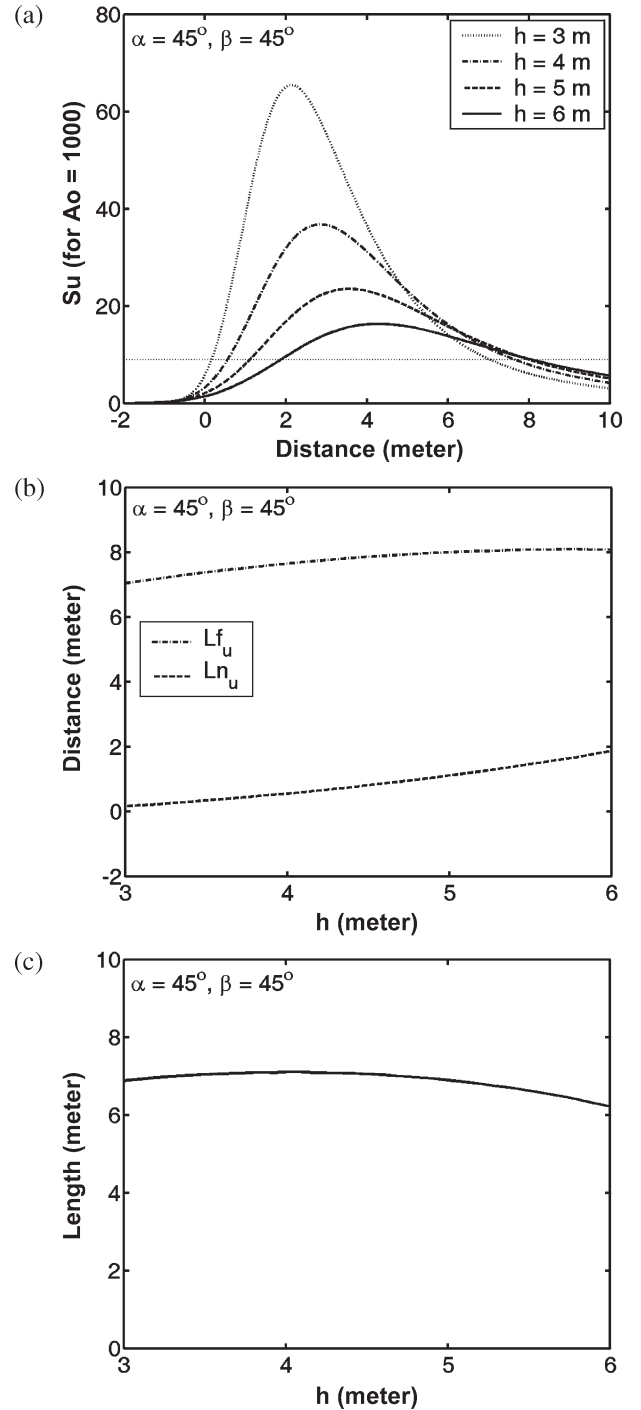 (a)
α = 45°, β = 45°
h = 3 m
h = 4 m
h = 5 m
h = 6 m
80
60
40
20
0
Su (for Ao = 1000)
-2 0 2 4 6 8 10
Distance (meter)
(b)
α = 45°, β = 45°
10
8
6
4
2
0
-2
Distance (meter)
Lf_u
Ln_u
3 4 5 6
h (meter)
(c)
α = 45°, β = 45°
10
8
6
4
2
0
Length (meter)
3 4 5 6
h (meter)